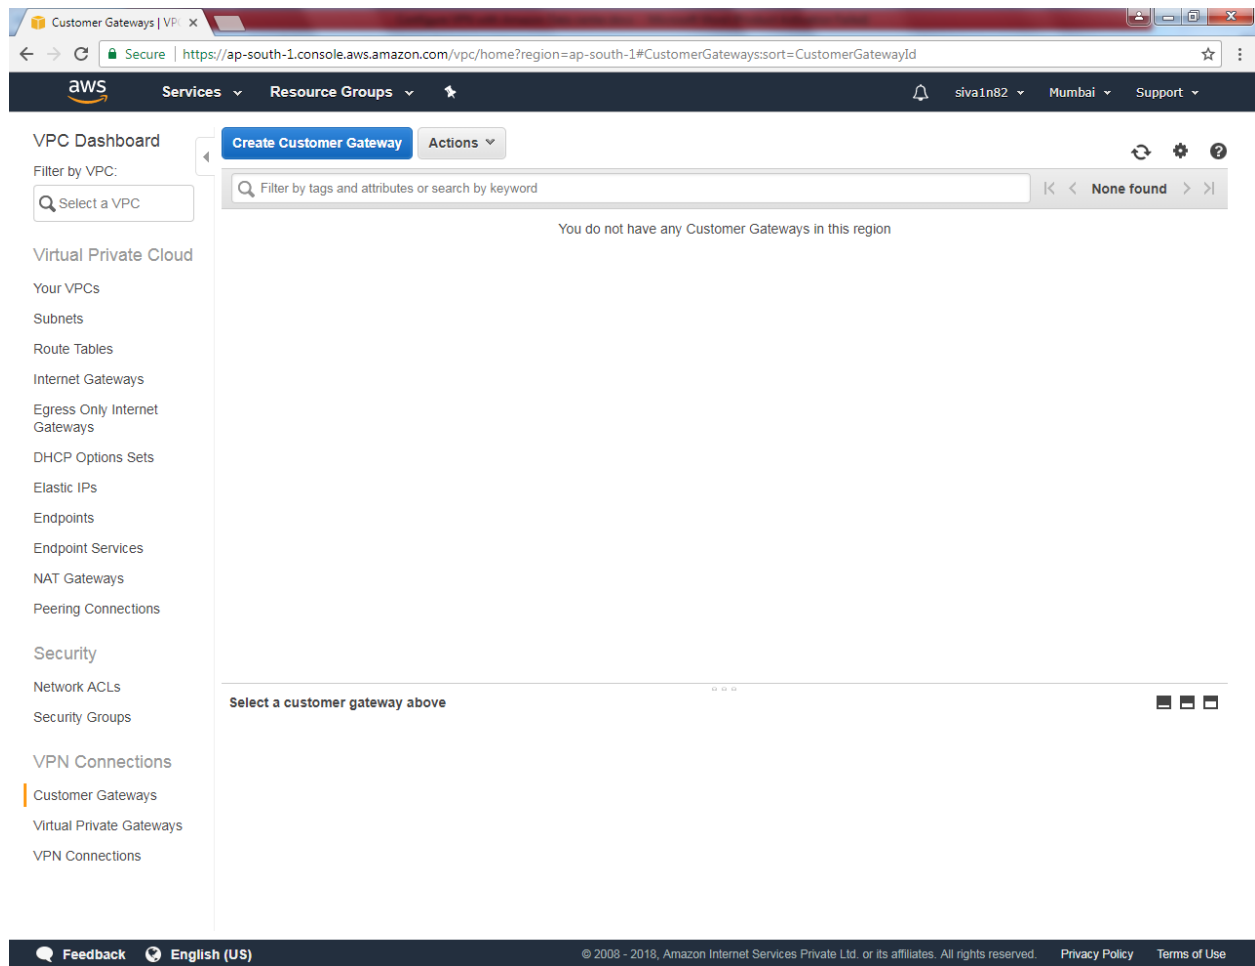 Customer Gateways | VP
Secure | https://ap-south-1.console.aws.amazon.com/vpc/home?region=ap-south-1#CustomerGateways:sort=CustomerGatewayId
aws Services Resource Groups siva1n82 Mumbai Support
VPC Dashboard
Filter by VPC:
Select a VPC
Virtual Private Cloud
Your VPCs
Subnets
Route Tables
Internet Gateways
Egress Only Internet
Gateways
DHCP Options Sets
Elastic IPs
Endpoints
Endpoint Services
NAT Gateways
Peering Connections
Security
Network ACLs
Security Groups
VPN Connections
Customer Gateways
Virtual Private Gateways
VPN Connections
Create Customer Gateway Actions
Filter by tags and attributes or search by keyword None found
You do not have any Customer Gateways in this region
Select a customer gateway above
Feedback English (US) © 2008 - 2018, Amazon Internet Services Private Ltd. or its affiliates. All rights reserved. Privacy Policy Terms of Use